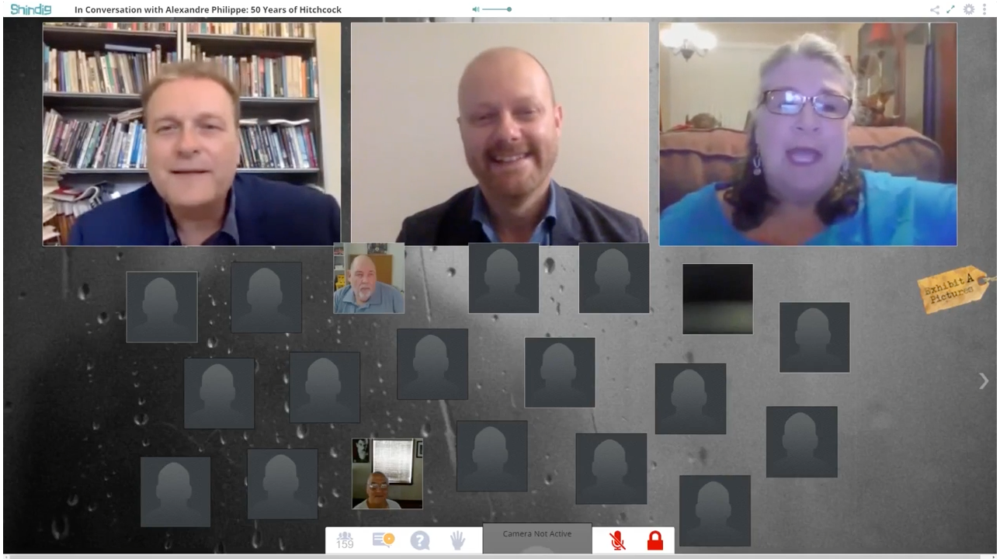 Shindig
In Conversation with Alexandre Philippe: 50 Years of Hitchcock
Exhibit A
Pictures
Camera Not Active
159